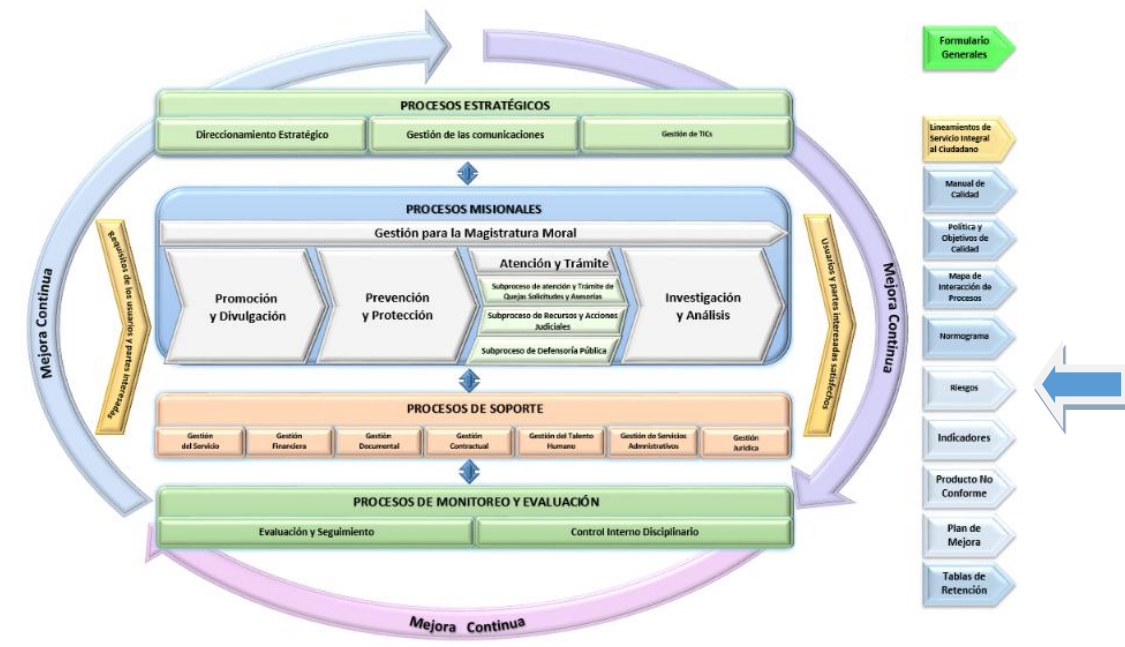 PROCESOS ESTRATÉGICOS
Direccionamiento Estratégico
Gestión de las comunicaciones
Gestión de TICs
PROCESOS MISIONALES
Gestión para la Magistratura Moral
Promoción
y Divulgación
Prevención
y Protección
Atención y Trámite
Subproceso de atención y Trámite de
Quejas Solicitudes y Asesorías
Subproceso de Recursos y Acciones
Judiciales
Subproceso de Defensoría Pública
Investigación
y Análisis
PROCESOS DE SOPORTE
Gestión
del Servicio
Gestión
Financiera
Gestión
Documental
Gestión
Contractual
Gestión del Talento
Humano
Gestión de Servicios
Administrativos
Gestión
Jurídica
PROCESOS DE MONITOREO Y EVALUACIÓN
Evaluación y Seguimiento
Control Interno Disciplinario
Mejora Continua
Requisitos de los usuarios y partes interesadas
Usuarios y partes interesadas satisfechos
Mejora Continua
Mejora Continua
Formulario
Generales
Lineamientos de
Servicio Integral
al Ciudadano
Manual de
Calidad
Política y
Objetivos de
Calidad
Mapa de
Interacción de
Procesos
Normograma
Riesgos
Indicadores
Producto No
Conforme
Plan de
Mejora
Tablas de
Retención